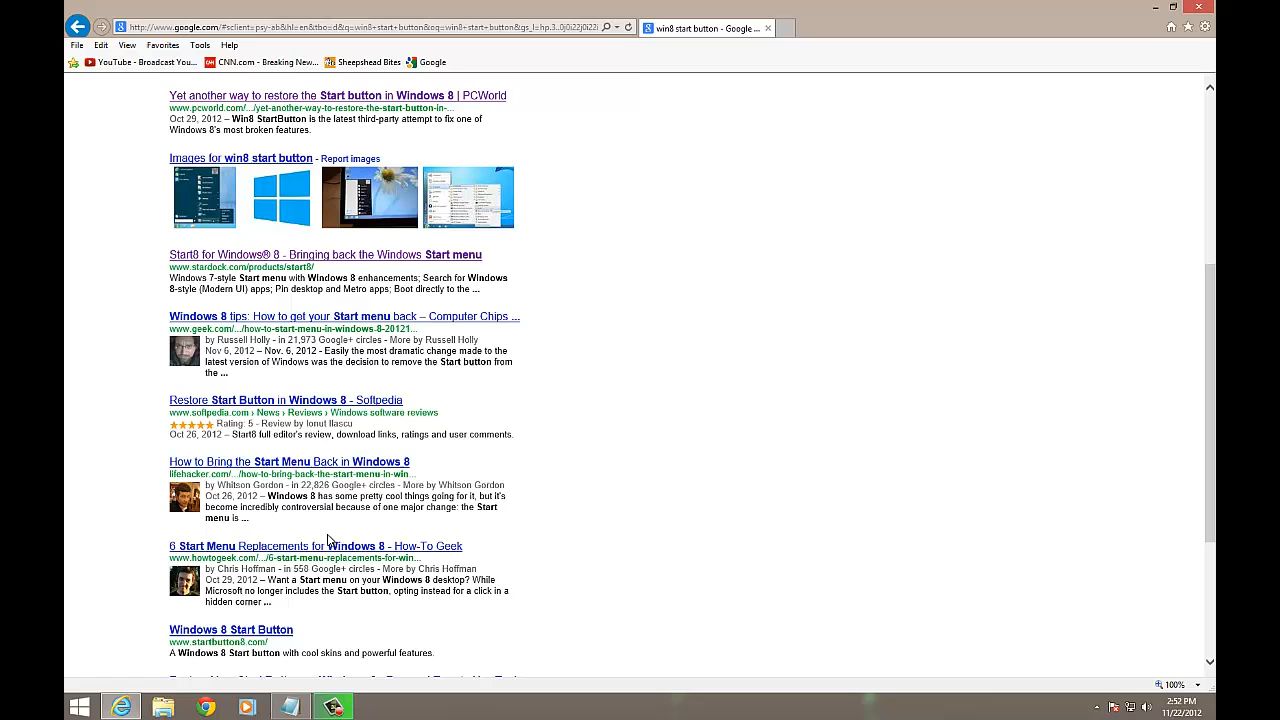 http://www.google.com/#sclient=psy-ab&hl=en&tbo=d&q=win8+start+button&oq=win8+start+button&gs_l=hp.3..0j0i22j0i22i
win8 start button - Google ...
File Edit View Favorites Tools Help
YouTube - Broadcast You... CNN.com - Breaking New... Sheepshead Bites Google
Yet another way to restore the Start button in Windows 8 | PCWorld
www.pcworld.com/.../yet-another-way-to-restore-the-start-button-in-...
Oct 29, 2012 – Win8 StartButton is the latest third-party attempt to fix one of
Windows 8's most broken features.
Images for win8 start button - Report images
Start8 for Windows® 8 - Bringing back the Windows Start menu
www.stardock.com/products/start8/
Windows 7-style Start menu with Windows 8 enhancements; Search for Windows
8-style (Modern UI) apps; Pin desktop and Metro apps; Boot directly to the ...
Windows 8 tips: How to get your Start menu back – Computer Chips ...
www.geek.com/.../how-to-start-menu-in-windows-8-20121...
by Russell Holly - in 21,973 Google+ circles - More by Russell Holly
Nov 6, 2012 – Nov. 6, 2012 - Easily the most dramatic change made to the
latest version of Windows was the decision to remove the Start button from
the ...
Restore Start Button in Windows 8 - Softpedia
www.softpedia.com › News › Reviews › Windows software reviews
★★★★★ Rating: 5 - Review by Ionut Ilascu
Oct 26, 2012 – Start8 full editor's review, download links, ratings and user comments.
How to Bring the Start Menu Back in Windows 8
lifehacker.com/.../how-to-bring-back-the-start-menu-in-win...
by Whitson Gordon - in 22,826 Google+ circles - More by Whitson Gordon
Oct 26, 2012 – Windows 8 has some pretty cool things going for it, but it's
become incredibly controversial because of one major change: the Start
menu is ...
6 Start Menu Replacements for Windows 8 - How-To Geek
www.howtogeek.com/.../6-start-menu-replacements-for-win...
by Chris Hoffman - in 558 Google+ circles - More by Chris Hoffman
Oct 29, 2012 – Want a Start menu on your Windows 8 desktop? While
Microsoft no longer includes the Start button, opting instead for a click in a
hidden corner ...
Windows 8 Start Button
www.startbutton8.com/
A Windows 8 Start button with cool skins and powerful features.
100%
2:52 PM
11/22/2012